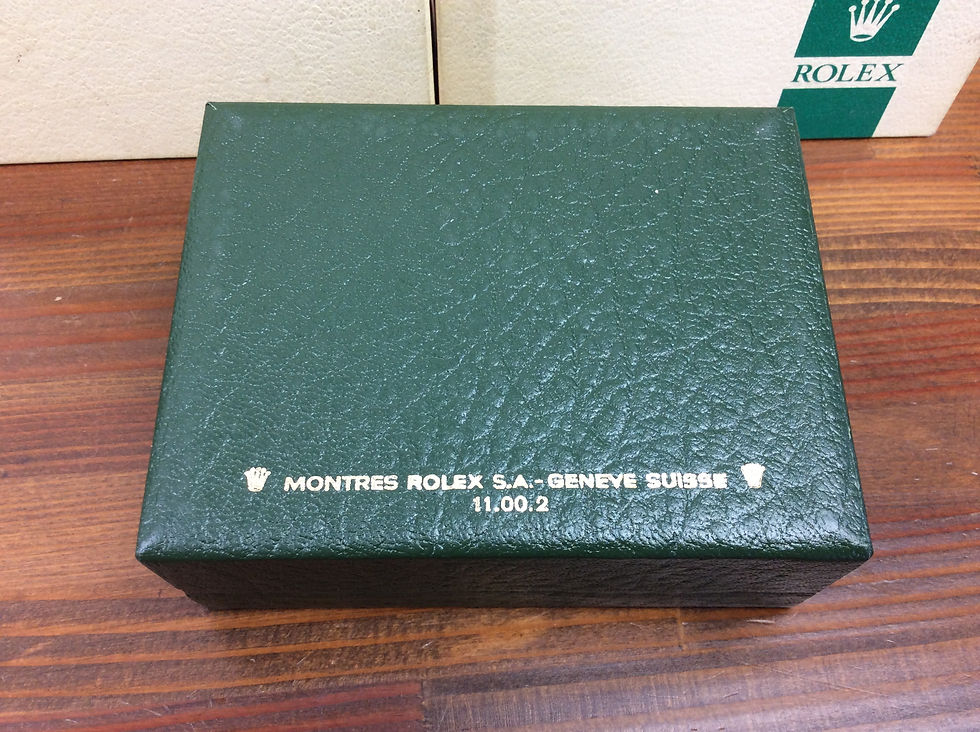 ROLEX
MONTRES ROLEX S.A.-GENEVE SUISSE
11.00.2